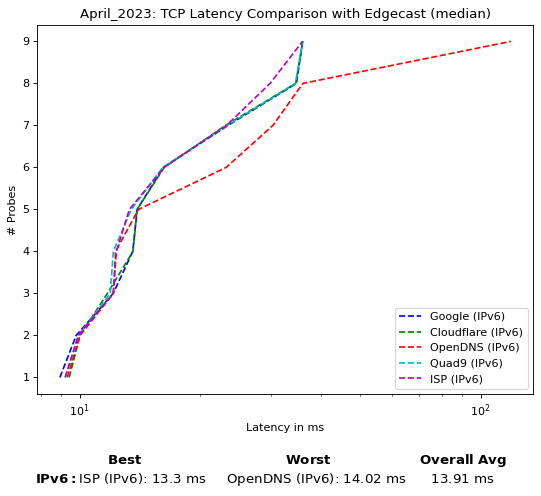 April_2023: TCP Latency Comparison with Edgecast (median)
# Probes
9
8
7
6
5
4
3
2
1
Google (IPv6)
Cloudflare (IPv6)
OpenDNS (IPv6)
Quad9 (IPv6)
ISP (IPv6)
10¹ 10²
Latency in ms
Best Worst Overall Avg
IPv6: ISP (IPv6): 13.3 ms OpenDNS (IPv6): 14.02 ms 13.91 ms